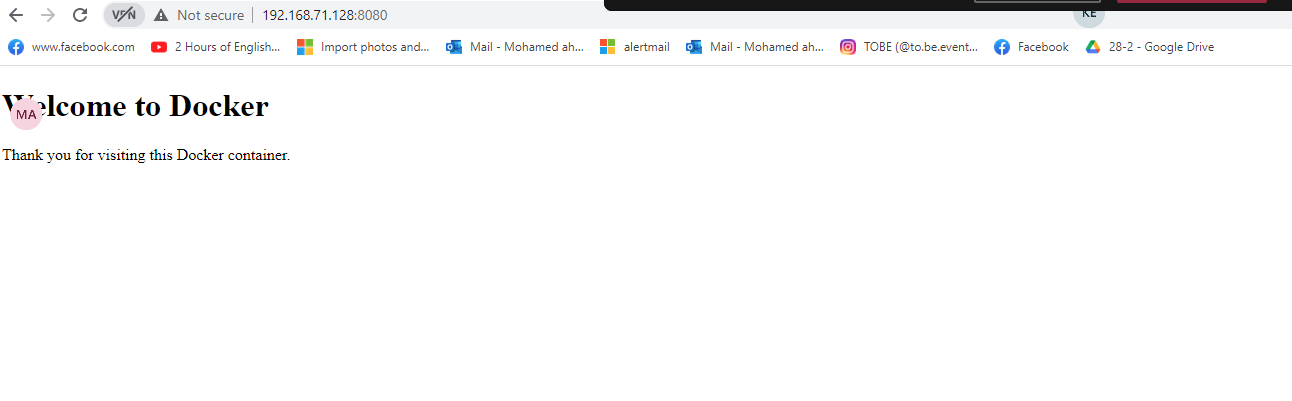 VPN Not secure 192.168.71.128:8080
KE
www.facebook.com 2 Hours of English... Import photos and... Mail - Mohamed ah... alertmail Mail - Mohamed ah... TOBE (@to.be.event... Facebook 28-2 - Google Drive
Welcome to Docker
MA
Thank you for visiting this Docker container.